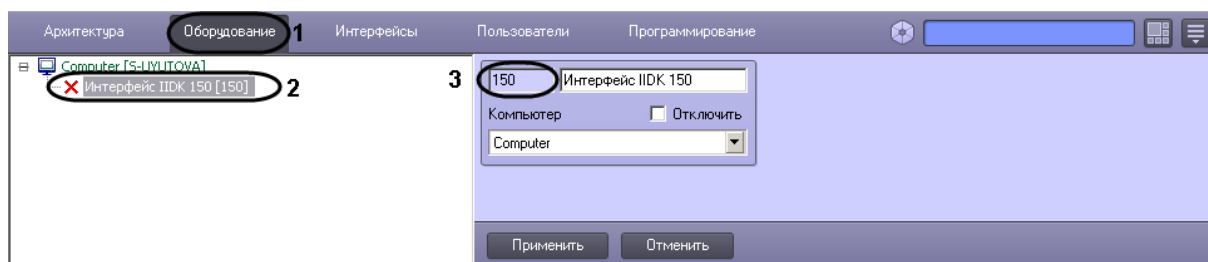 Архитектура Оборудование 1 Интерфейсы Пользователи Программирование
Computer [S-UYUTOVA]
Интерфейс IIDK 150 [150] 2
3 150 Интерфейс IIDK 150
Компьютер Отключить
Computer
Применить Отменить